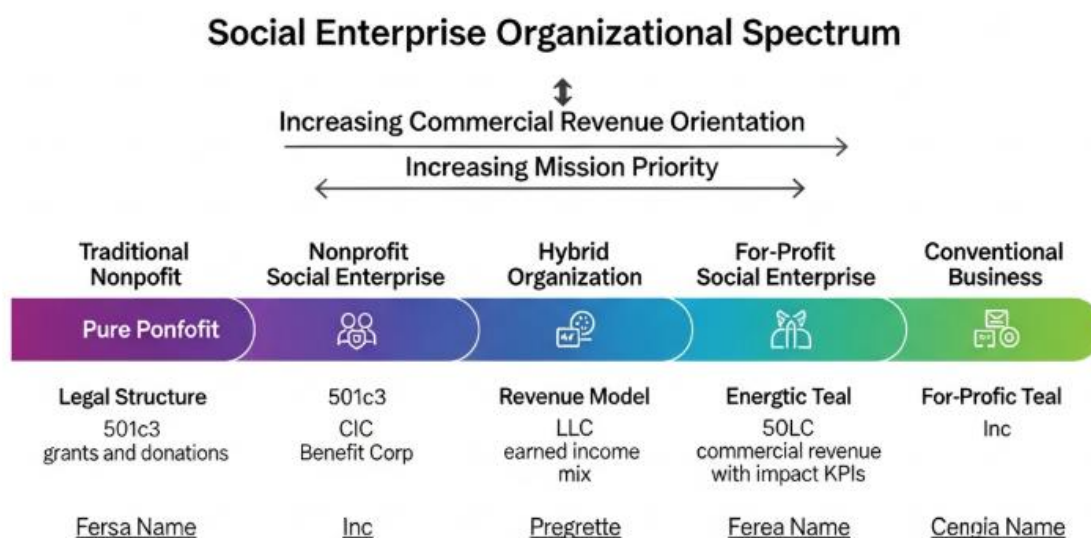 Social Enterprise Organizational Spectrum
Increasing Commercial Revenue Orientation
Increasing Mission Priority
Traditional
Nonpofit
Nonprofit
Social Enterprise
Hybrid
Organization
For-Profit
Social Enterprise
Conventional
Business
Pure Ponfofit
Legal Structure
501c3
grants and donations
501c3
CIC
Benefit Corp
Revenue Model
LLC
earned income
mix
Energtic Teal
50LC
commercial revenue
with impact KPIs
For-Profic Teal
Inc
Fersa Name
Inc
Pregrette
Ferea Name
Cengia Name